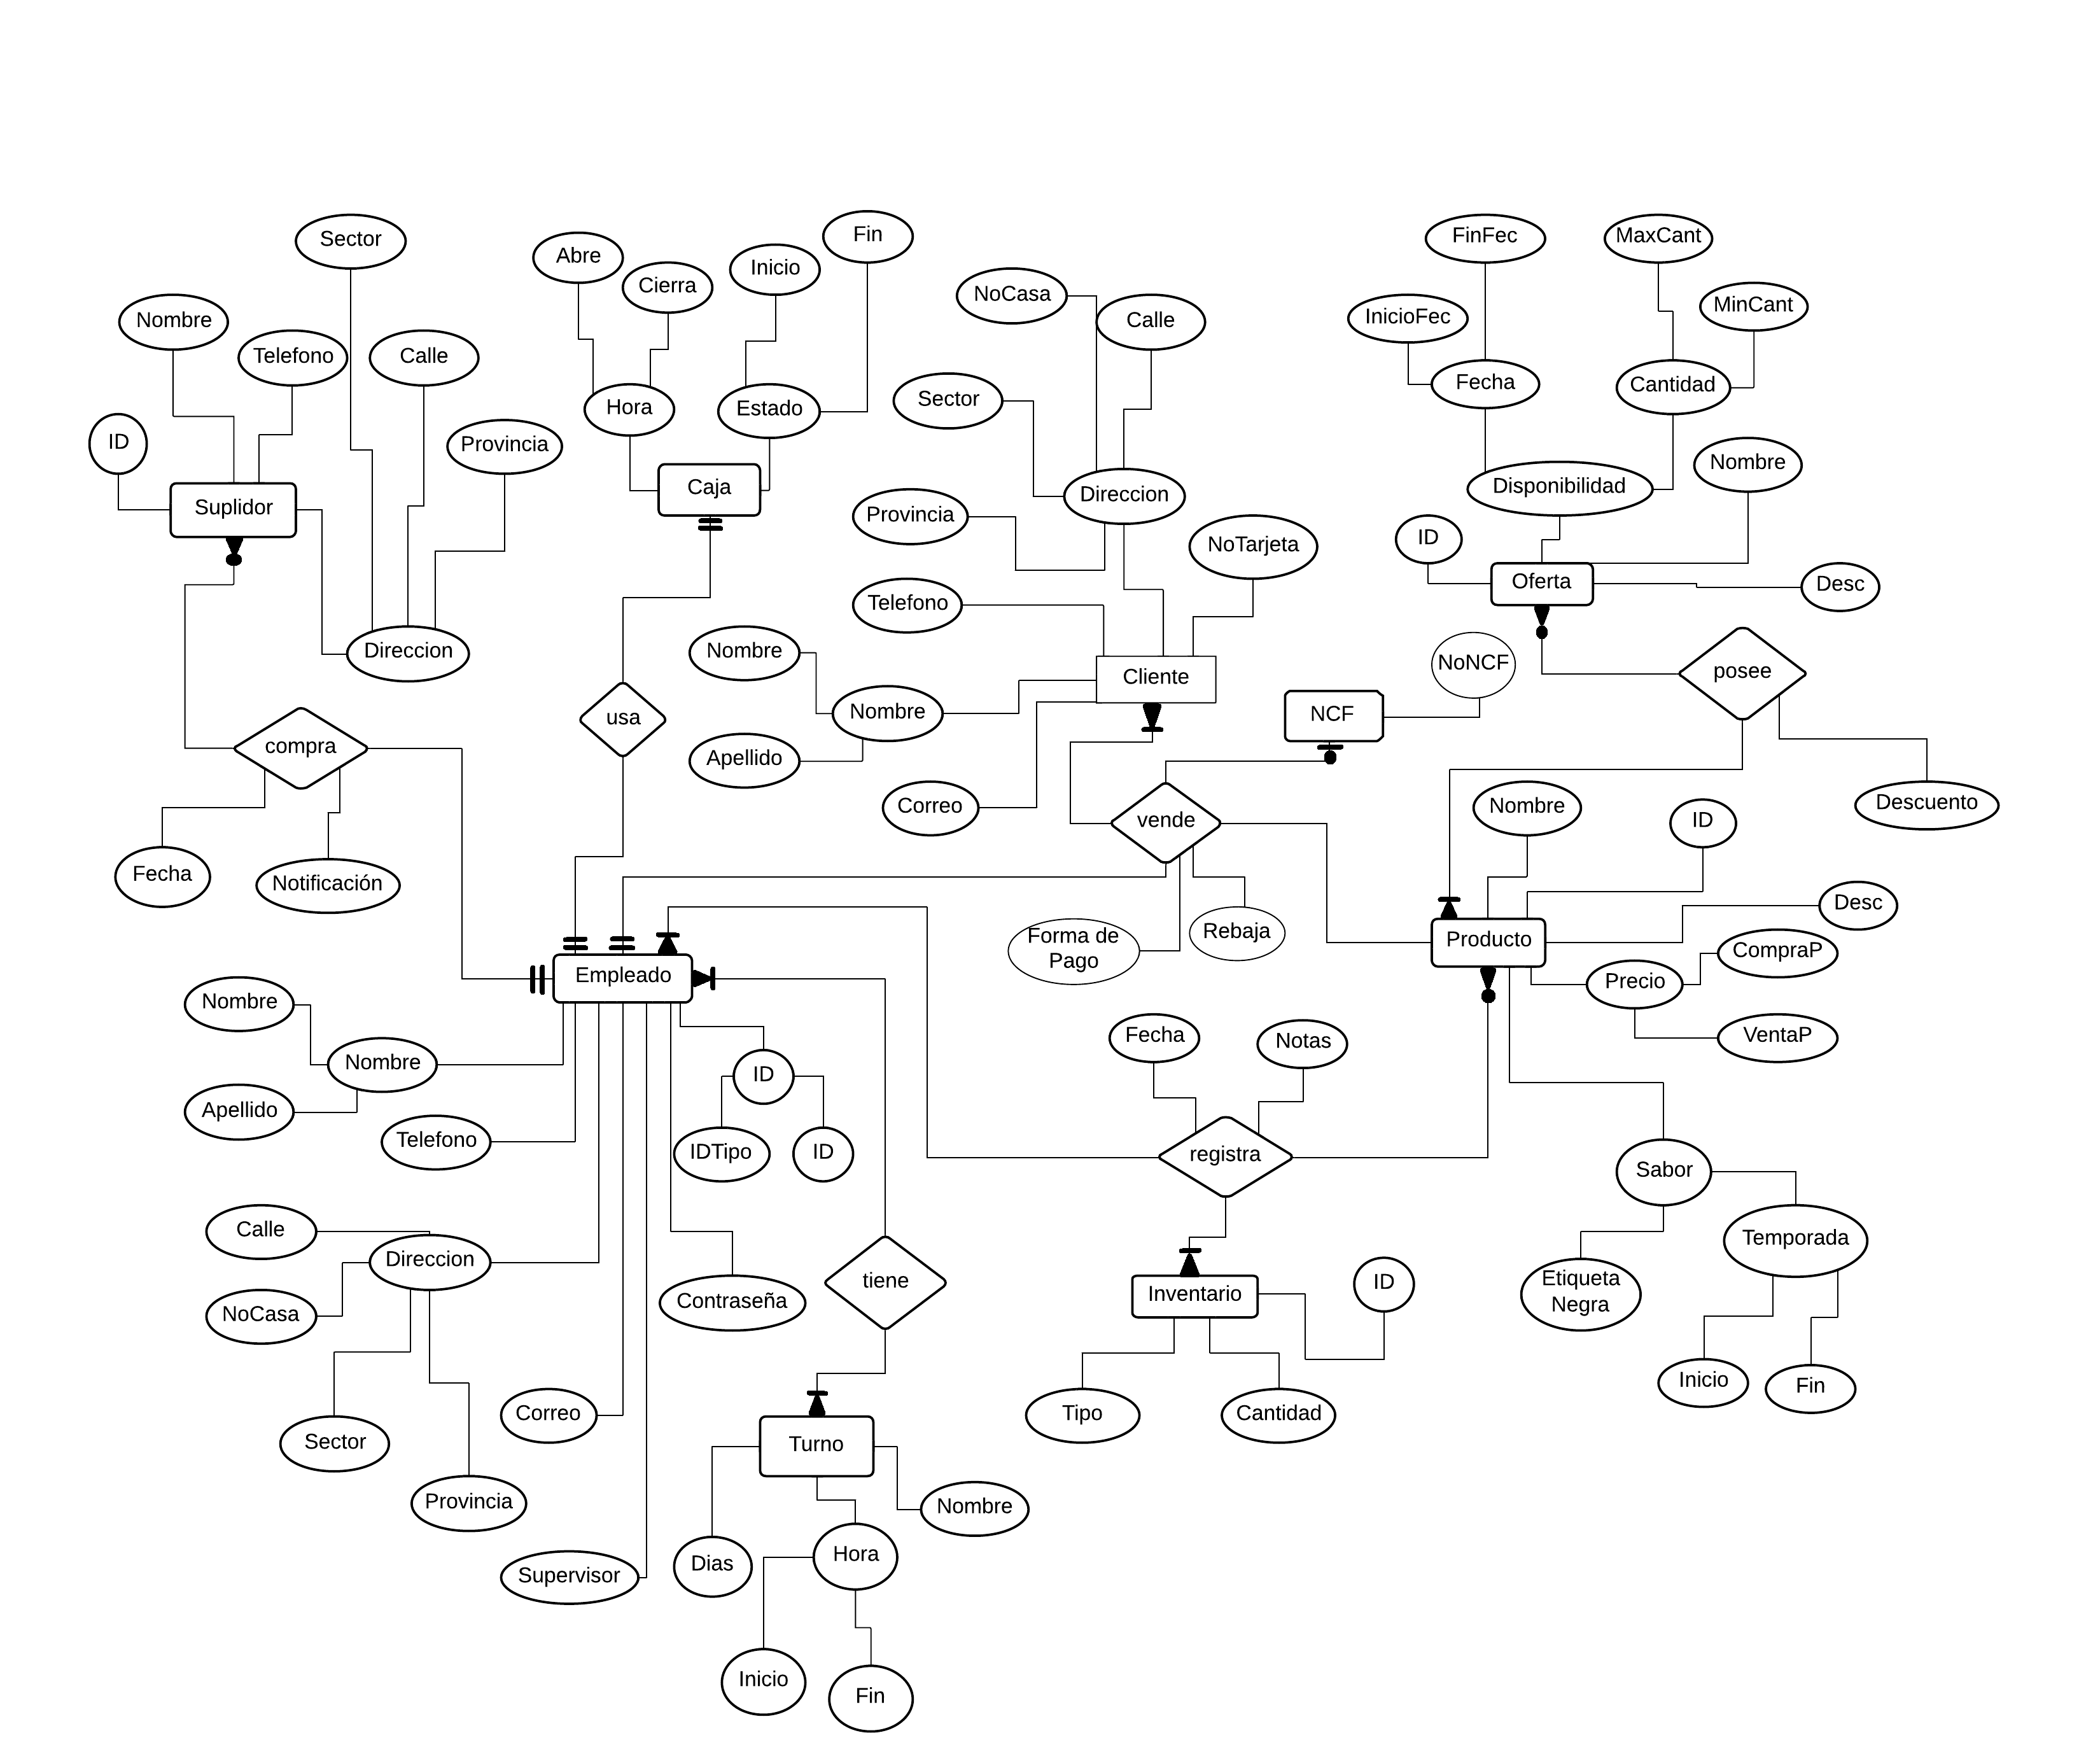 Fin
Sector
FinFec
MaxCant
Abre
Inicio
Cierra
NoCasa
MinCant
Nombre
Calle
InicioFec
Telefono
Calle
Fecha
Cantidad
Sector
Hora
Estado
ID
Provincia
Nombre
Caja
Disponibilidad
Direccion
Suplidor
Provincia
ID
NoTarjeta
Oferta
Desc
Telefono
Nombre
Direccion
NoNCF
posee
Cliente
Nombre
NCF
usa
compra
Apellido
Correo
Nombre
Descuento
vende
ID
Fecha
Notificación
Desc
Forma de
Pago
Rebaja
Producto
CompraP
Empleado
Precio
Nombre
Fecha
Notas
VentaP
Nombre
ID
Apellido
Telefono
IDTipo
ID
registra
Sabor
Calle
Temporada
Direccion
tiene
Etiqueta
Negra
ID
Inventario
Contraseña
NoCasa
Inicio
Fin
Correo
Tipo
Cantidad
Sector
Turno
Provincia
Nombre
Hora
Dias
Supervisor
Inicio
Fin